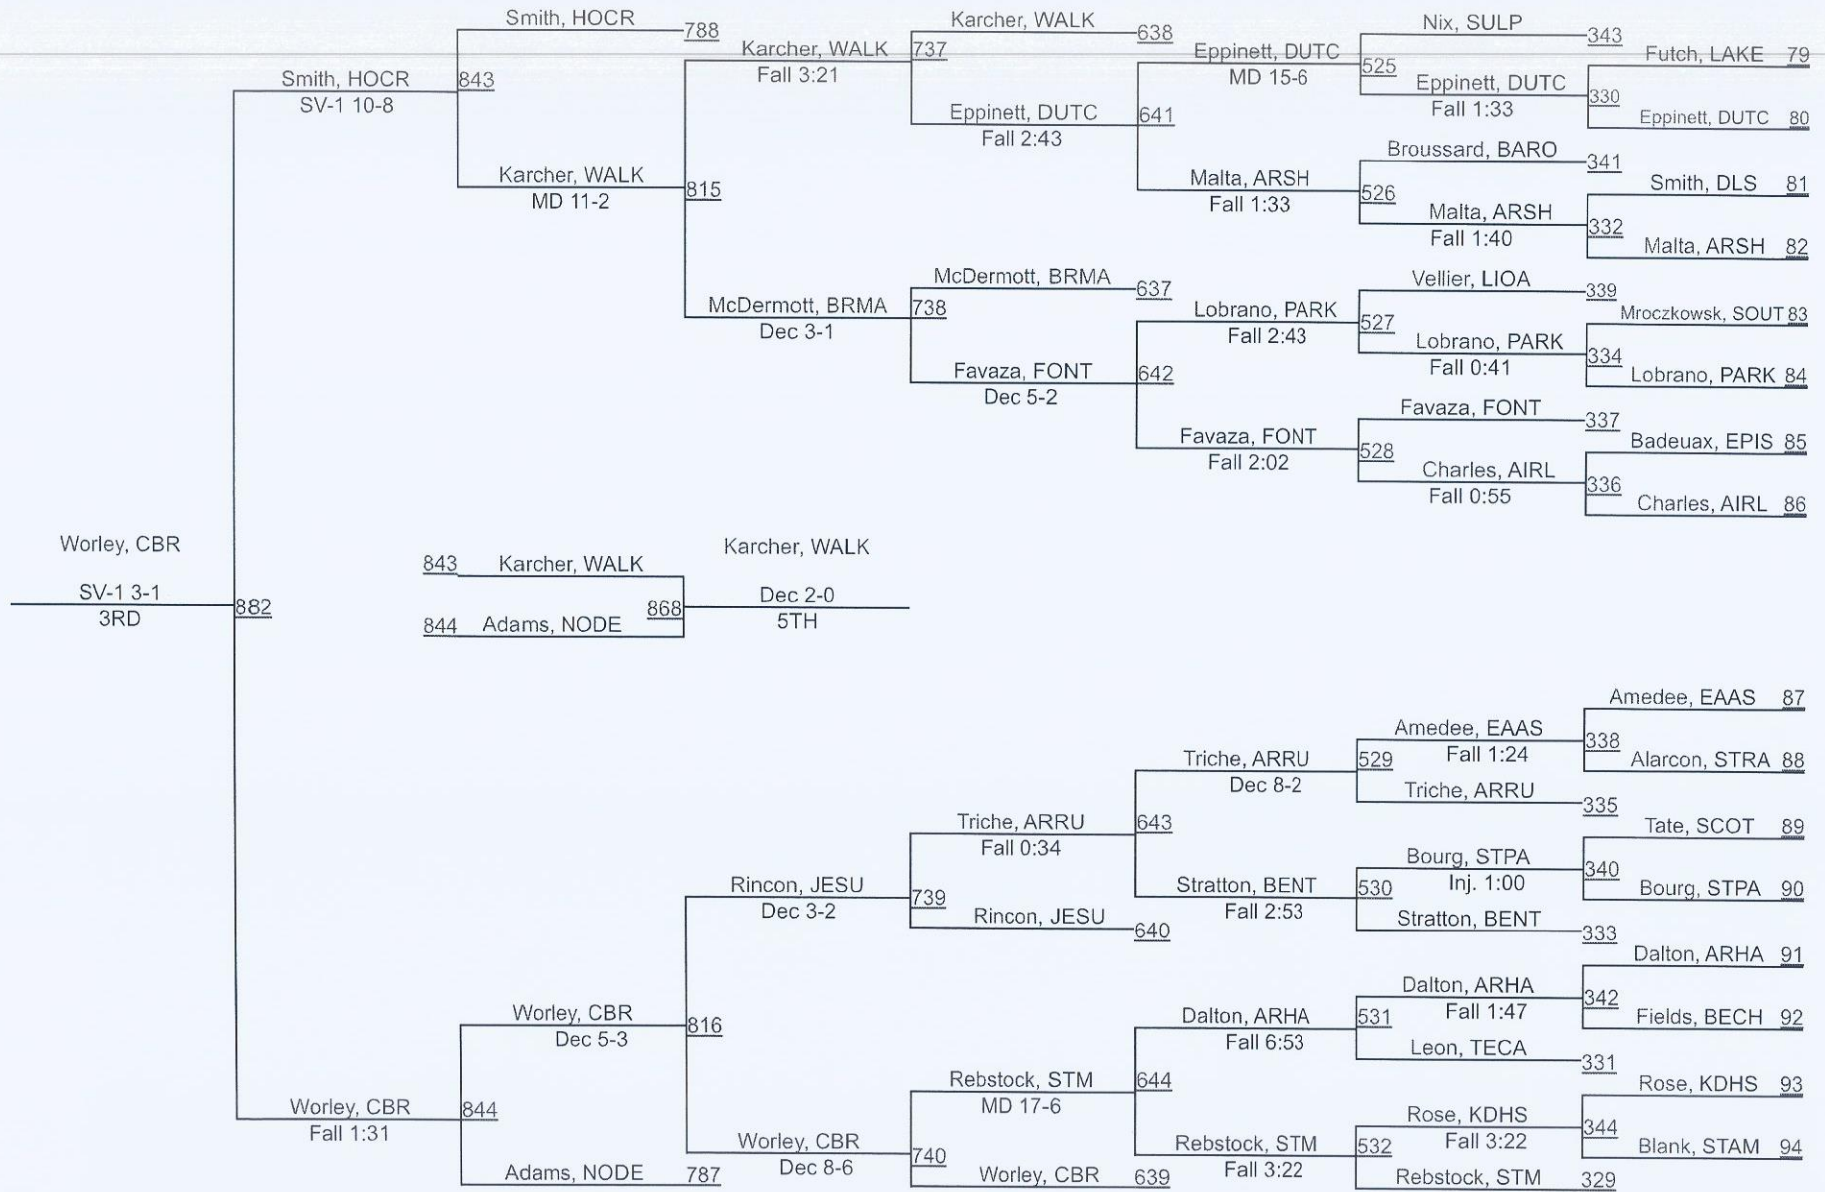 Smith, HOCR 788
Karcher, WALK 638
Nix, SULP 343
Karcher, WALK 737
Fall 3:21
Eppinett, DUTC 525
MD 15-6
Futch, LAKE 79
Smith, HOCR 843
SV-1 10-8
Eppinett, DUTC 330
Fall 1:33
Eppinett, DUTC 641
Fall 2:43
Eppinett, DUTC 80
Broussard, BARO 341
Karcher, WALK 815
MD 11-2
Malta, ARSH 526
Fall 1:33
Smith, DLS 81
Malta, ARSH 332
Fall 1:40
Malta, ARSH 82
McDermott, BRMA 637
Vellier, LIOA 339
McDermott, BRMA 738
Dec 3-1
Lobrano, PARK 527
Fall 2:43
Mroczkowsk, SOUT 83
Lobrano, PARK 334
Fall 0:41
Favaza, FONT 642
Dec 5-2
Lobrano, PARK 84
Favaza, FONT 337
Favaza, FONT 528
Fall 2:02
Badeuax, EPIS 85
Charles, AIRL 336
Fall 0:55
Charles, AIRL 86
Worley, CBR
SV-1 3-1
3RD
882
843 Karcher, WALK
Karcher, WALK
868
Dec 2-0
5TH
844 Adams, NODE
Amedee, EAAS 87
Amedee, EAAS 338
Fall 1:24
Triche, ARRU 529
Dec 8-2
Alarcon, STRA 88
Triche, ARRU 335
Triche, ARRU 643
Fall 0:34
Tate, SCOT 89
Bourg, STPA 340
Inj. 1:00
Rincon, JESU 739
Dec 3-2
Stratton, BENT 530
Fall 2:53
Bourg, STPA 90
Rincon, JESU 640
Stratton, BENT 333
Dalton, ARHA 91
Dalton, ARHA 342
Fall 1:47
Worley, CBR 816
Dec 5-3
Dalton, ARHA 531
Fall 6:53
Fields, BECH 92
Leon, TECA 331
Rebstock, STM 644
MD 17-6
Rose, KDHS 93
Worley, CBR 844
Fall 1:31
Rose, KDHS 344
Fall 3:22
Worley, CBR 740
Dec 8-6
Rebstock, STM 532
Fall 3:22
Blank, STAM 94
Adams, NODE 787
Worley, CBR 639
Rebstock, STM 329